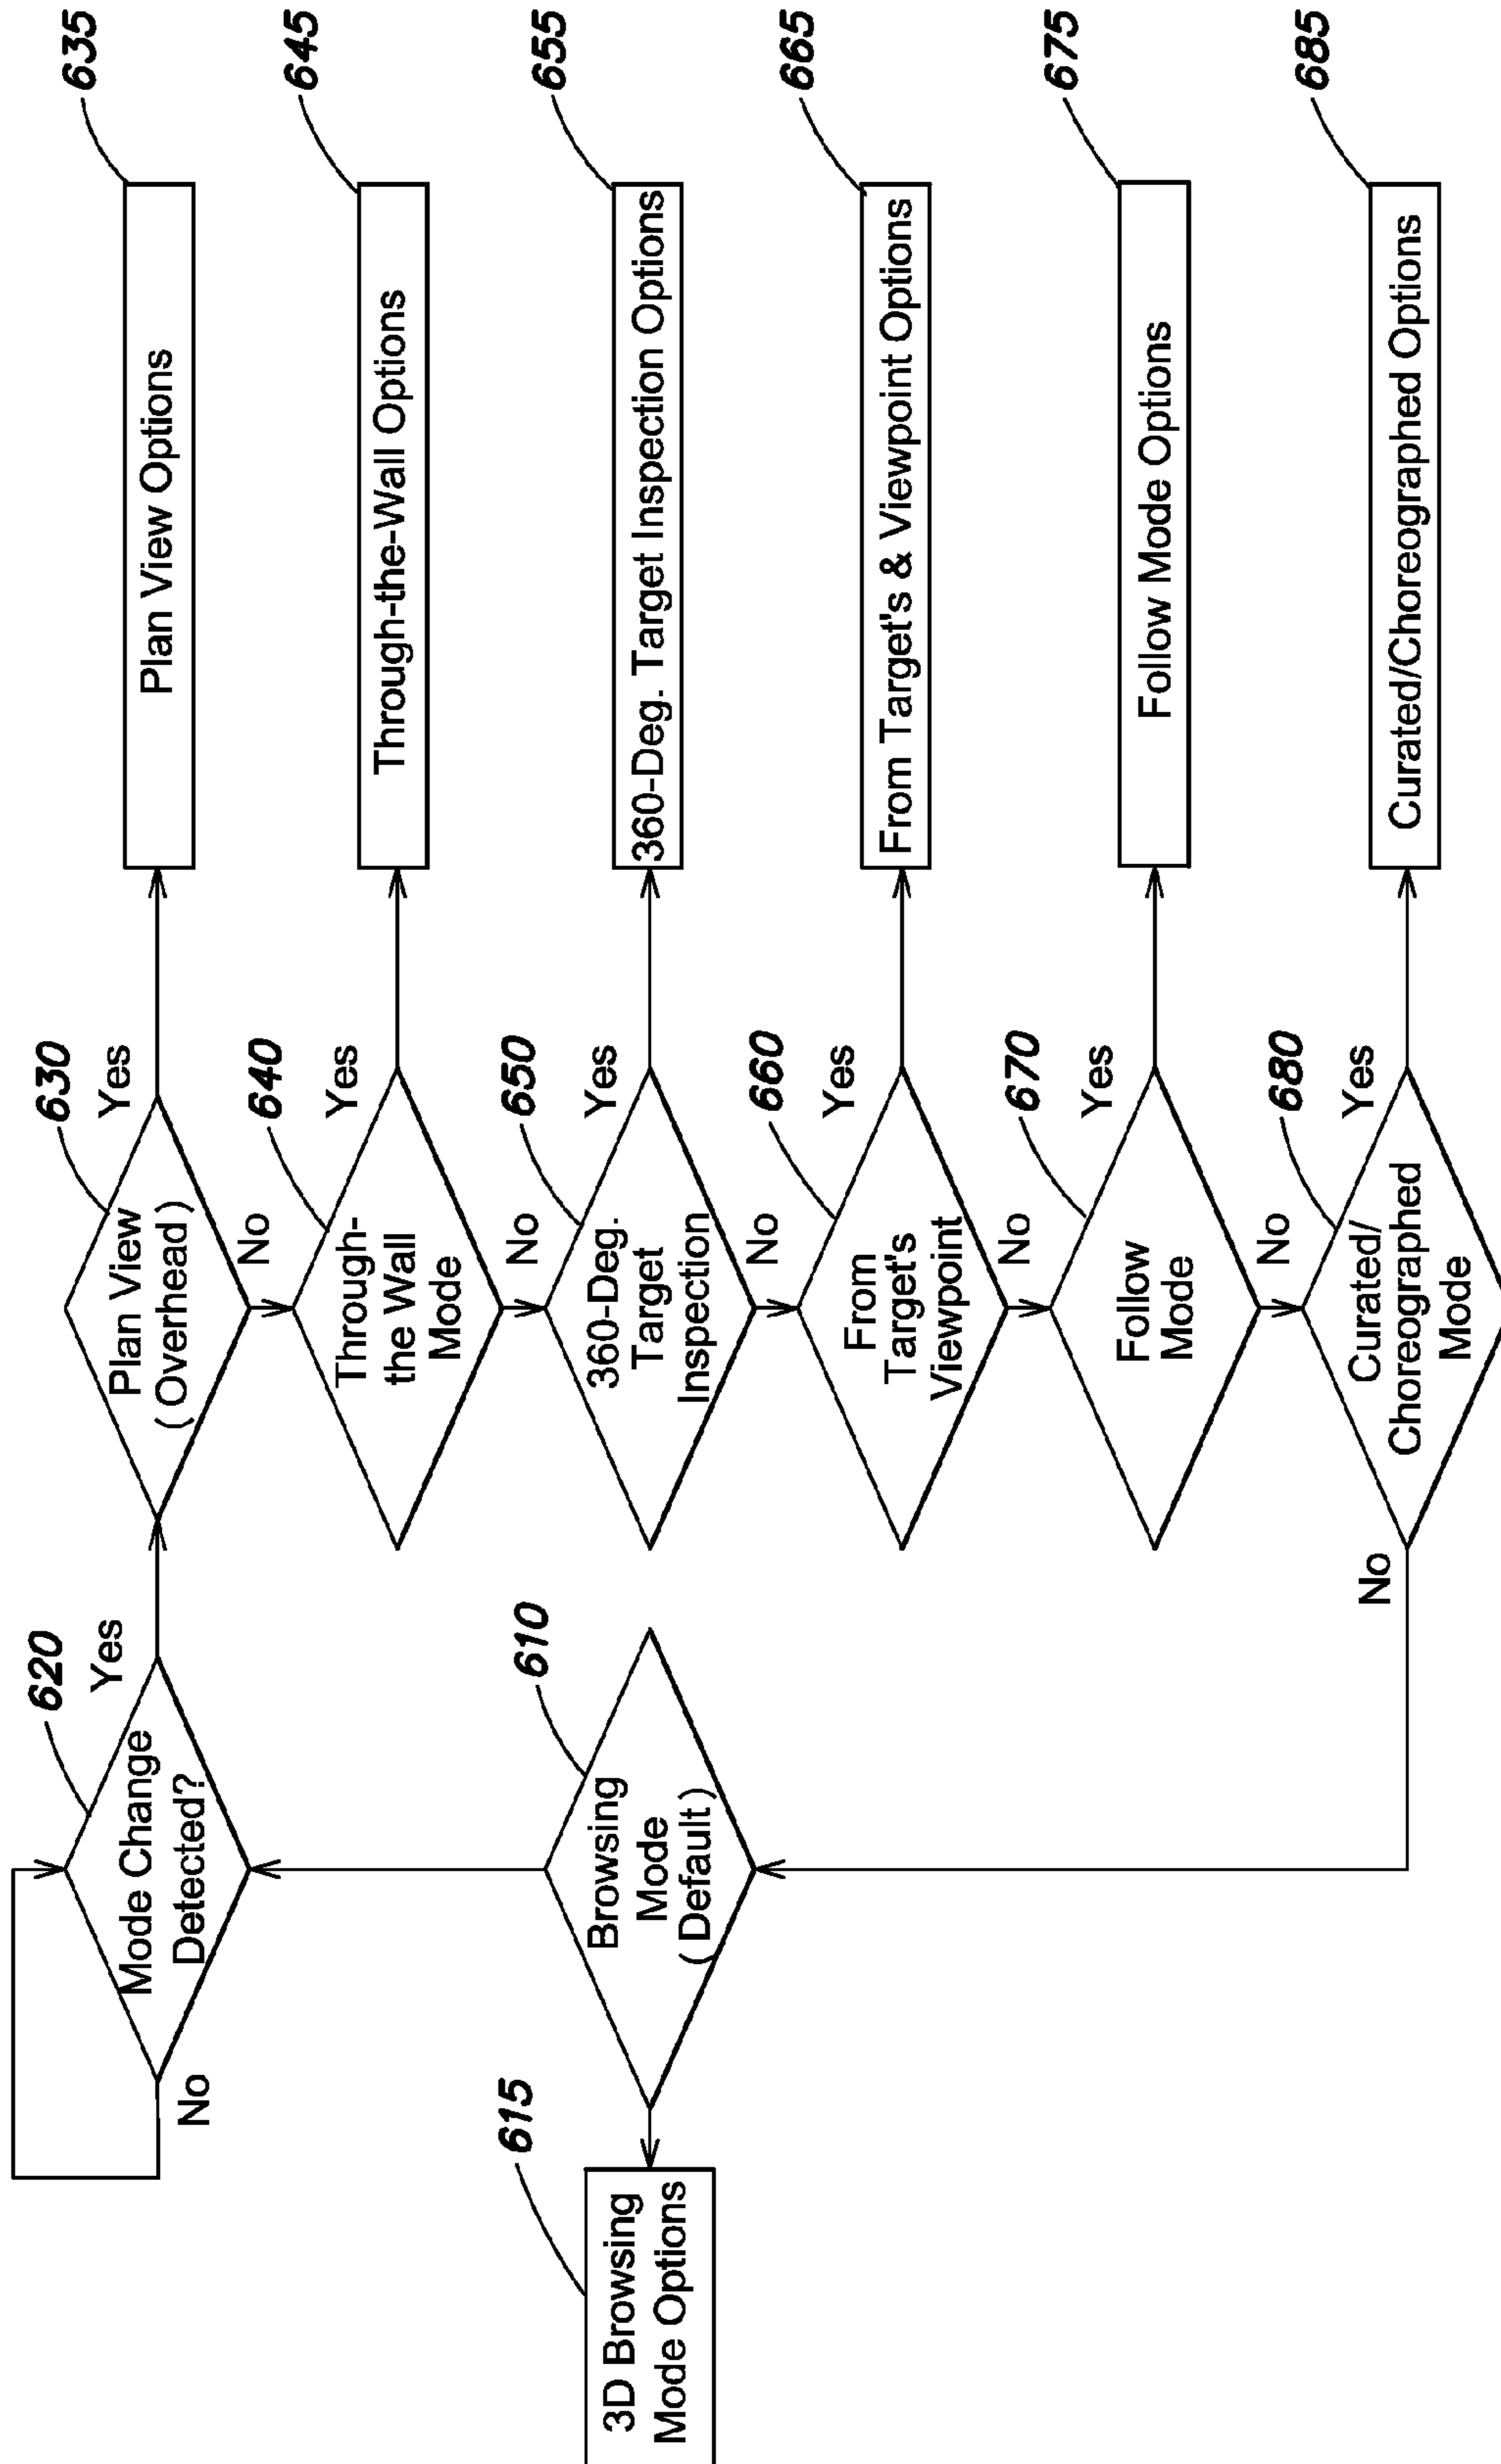 620
Mode Change
Detected?
Yes
No
610
Browsing
Mode
(Default)
615
3D Browsing
Mode Options
630
Plan View
(Overhead)
Yes
No
635
Plan View Options
640
Through-
the Wall
Mode
Yes
No
645
Through-the-Wall Options
650
360-Deg.
Target
Inspection
Yes
No
655
360-Deg. Target Inspection Options
660
From
Target's
Viewpoint
Yes
No
665
From Target's & Viewpoint Options
670
Follow
Mode
Yes
No
675
Follow Mode Options
680
Curated/
Choreographed
Mode
Yes
No
685
Curated/Choreographed Options